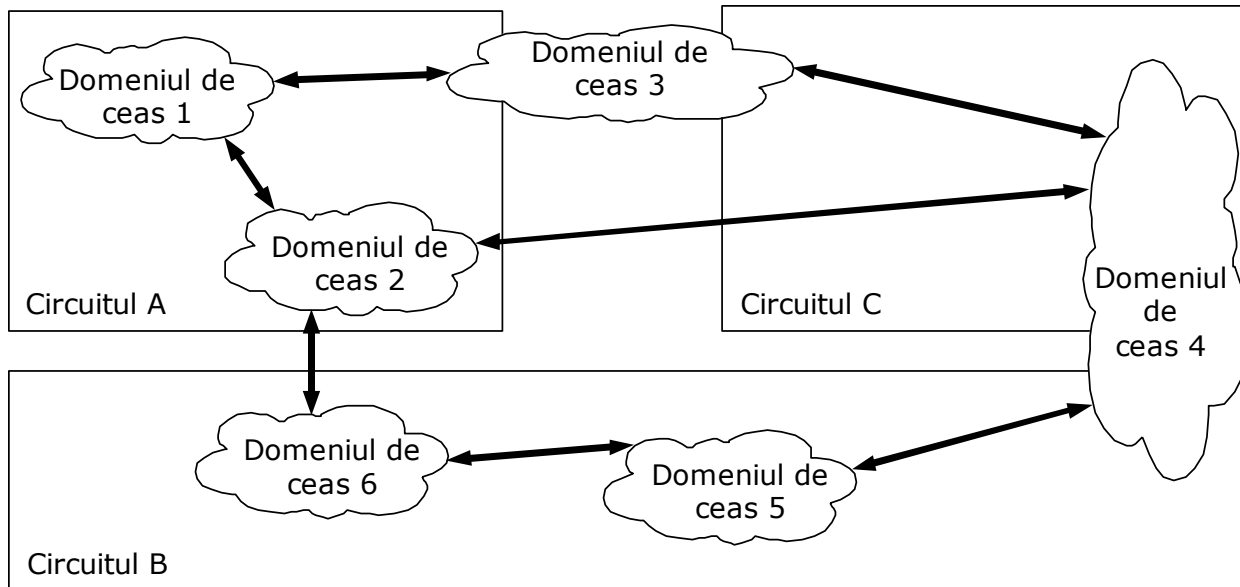 Domeniul de
ceas 1
Domeniul de
ceas 3
Domeniul de
ceas 2
Circuitul A
Circuitul C
Domeniul
de
ceas 4
Domeniul de
ceas 6
Domeniul de
ceas 5
Circuitul B